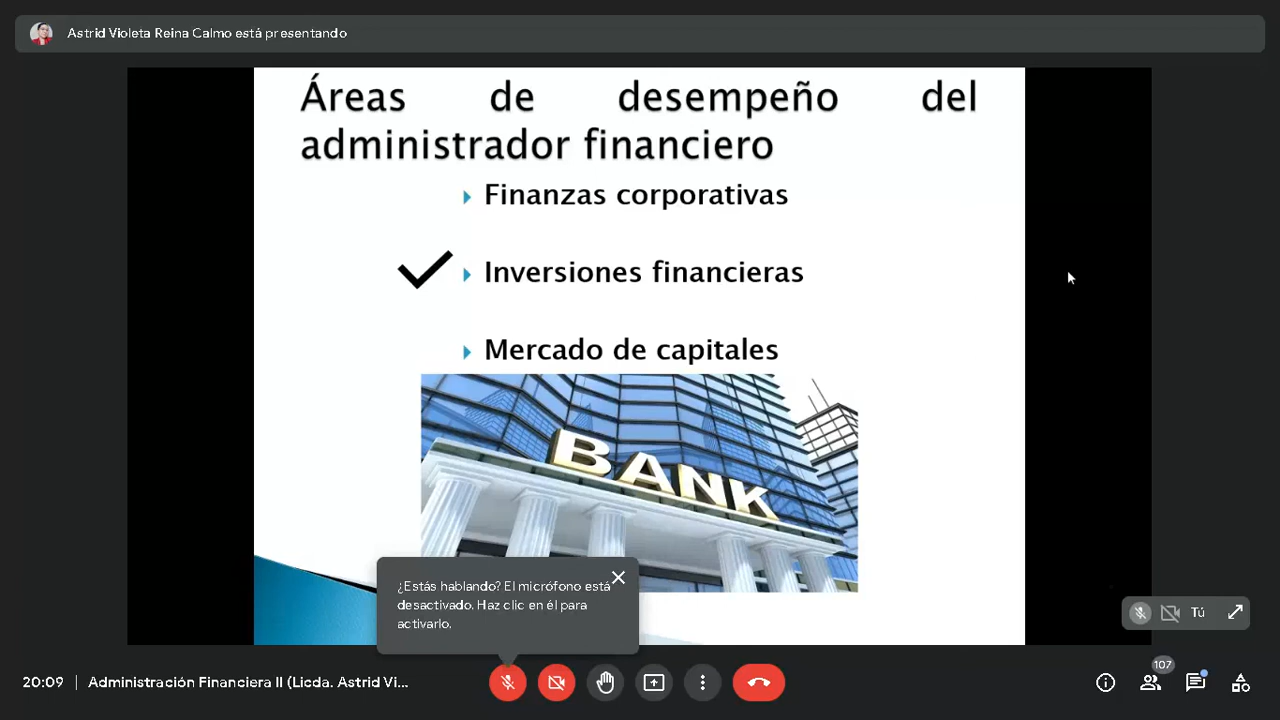 Astrid Violeta Reina Calmo está presentando
Áreas de desempeño del
administrador financiero
Finanzas corporativas
Inversiones financieras
Mercado de capitales
BANK
¿Estás hablando? El micrófono está
desactivado. Haz clic en él para
activarlo.
Tú
20:09 | Administración Financiera II (Licda. Astrid Vi...
107